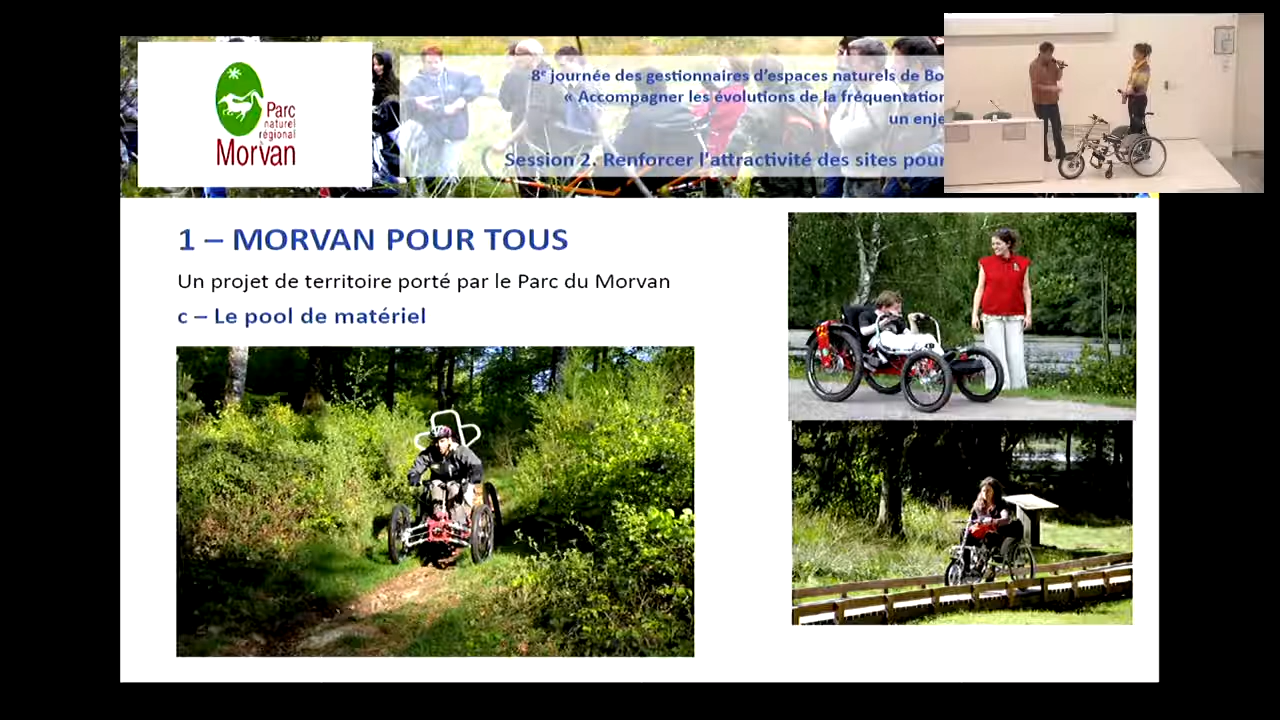 Parc
naturel
régional
Morvan
8e journée des gestionnaires d'espaces naturels de Bo
« Accompagner les évolutions de la fréquentation
un enje
Session 2. Renforcer l'attractivité des sites pour
1 – MORVAN POUR TOUS
Un projet de territoire porté par le Parc du Morvan
c – Le pool de matériel